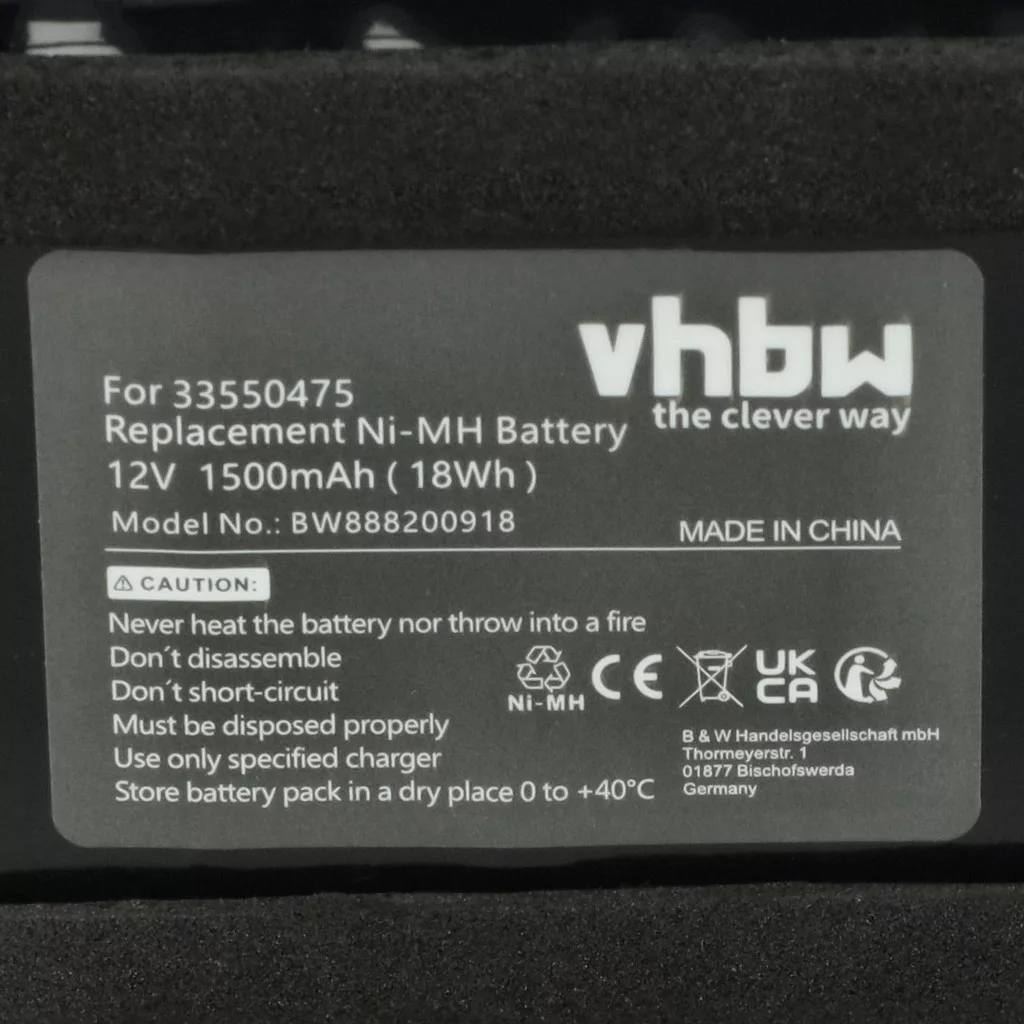 vhbw
the clever way
For 33550475
Replacement Ni-MH Battery
12V 1500mAh ( 18Wh )
Model No.: BW888200918
MADE IN CHINA
⚠ CAUTION:
Never heat the battery nor throw into a fire
Don´t disassemble
Don´t short-circuit
Must be disposed properly
Use only specified charger
Store battery pack in a dry place 0 to +40°C
Ni-MH
CE
UK
CA
B & W Handelsgesellschaft mbH
Thormeyerstr. 1
01877 Bischofswerda
Germany